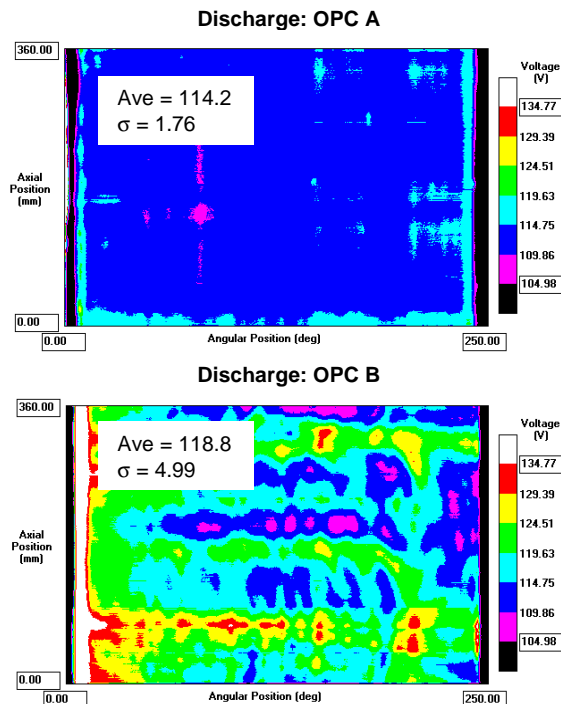 Discharge: OPC A
360.00
Ave = 114.2
σ = 1.76
Axial
Position
(mm)
0.00
0.00
Angular Position (deg)
250.00
Voltage
(V)
134.77
129.39
124.51
119.63
114.75
109.86
104.98
Discharge: OPC B
360.00
Ave = 118.8
σ = 4.99
Axial
Position
(mm)
0.00
0.00
Angular Position (deg)
250.00
Voltage
(V)
134.77
129.39
124.51
119.63
114.75
109.86
104.98